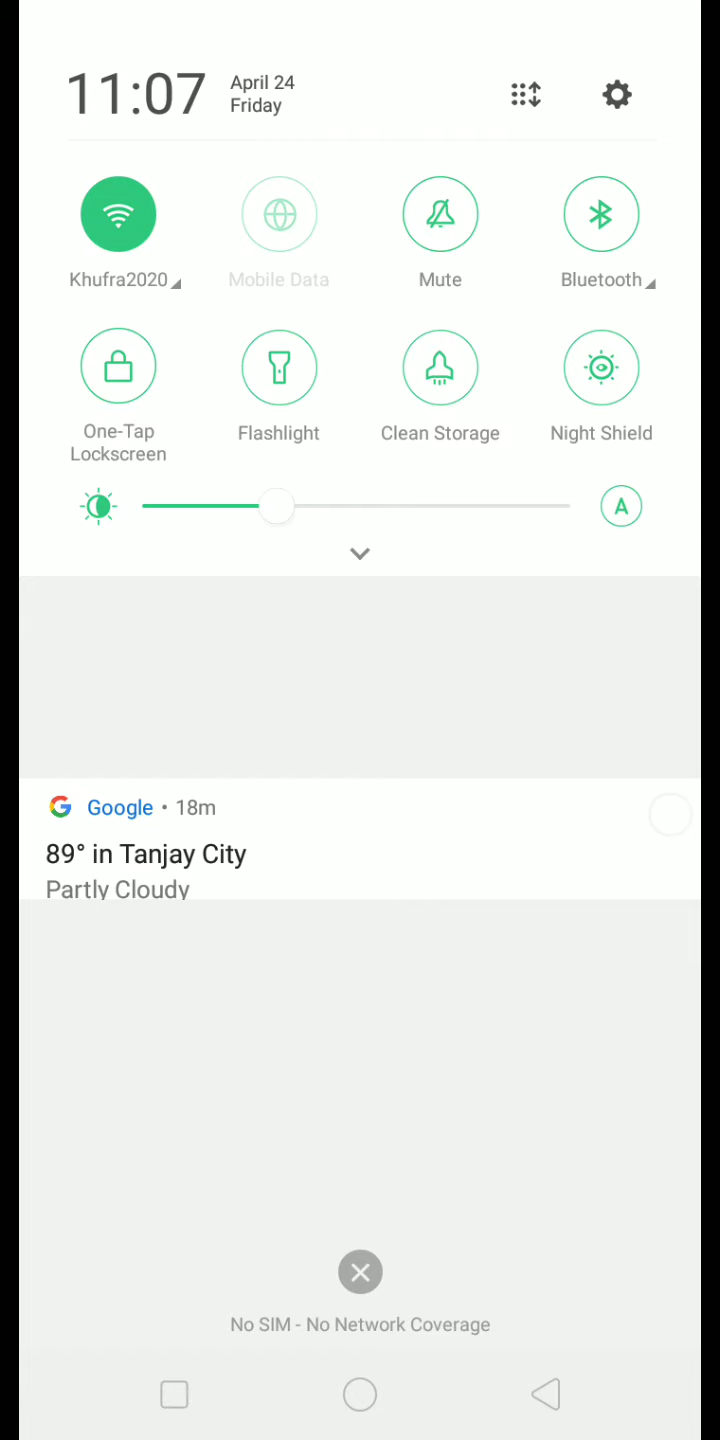 11:07
April 24
Friday
Khufra2020
Mobile Data
Mute
Bluetooth
One-Tap
Lockscreen
Flashlight
Clean Storage
Night Shield
A
Google • 18m
89° in Tanjay City
Partly Cloudy
No SIM - No Network Coverage